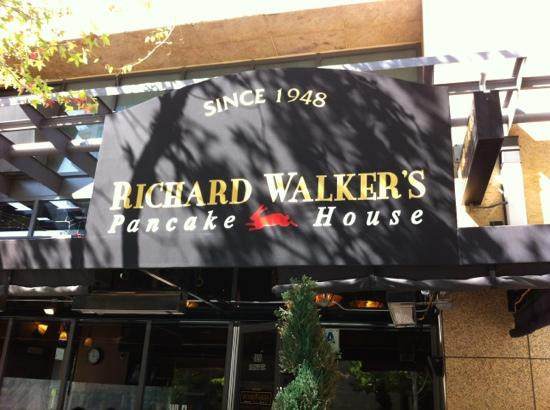 SINCE 1948
RICHARD WALKER'S
Pancake House
A